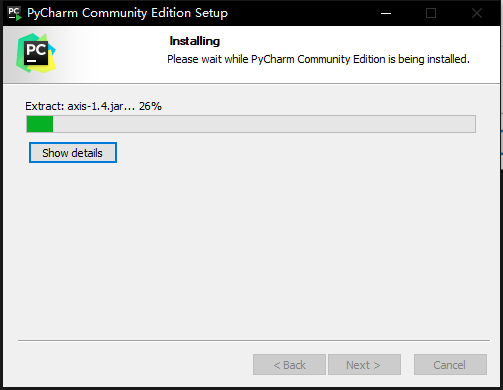 PC PyCharm Community Edition Setup
PC
Installing
Please wait while PyCharm Community Edition is being installed.
Extract: axis-1.4.jar... 26%
Show details
< Back Next > Cancel